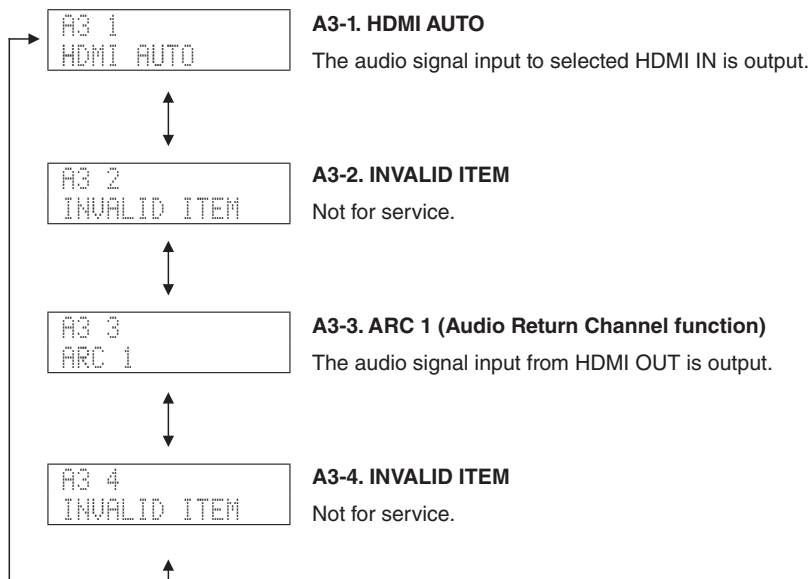 A3 1
HDMI AUTO
A3-1. HDMI AUTO
The audio signal input to selected HDMI IN is output.
A3 2
INVALID ITEM
A3-2. INVALID ITEM
Not for service.
A3 3
ARC 1
A3-3. ARC 1 (Audio Return Channel function)
The audio signal input from HDMI OUT is output.
A3 4
INVALID ITEM
A3-4. INVALID ITEM
Not for service.